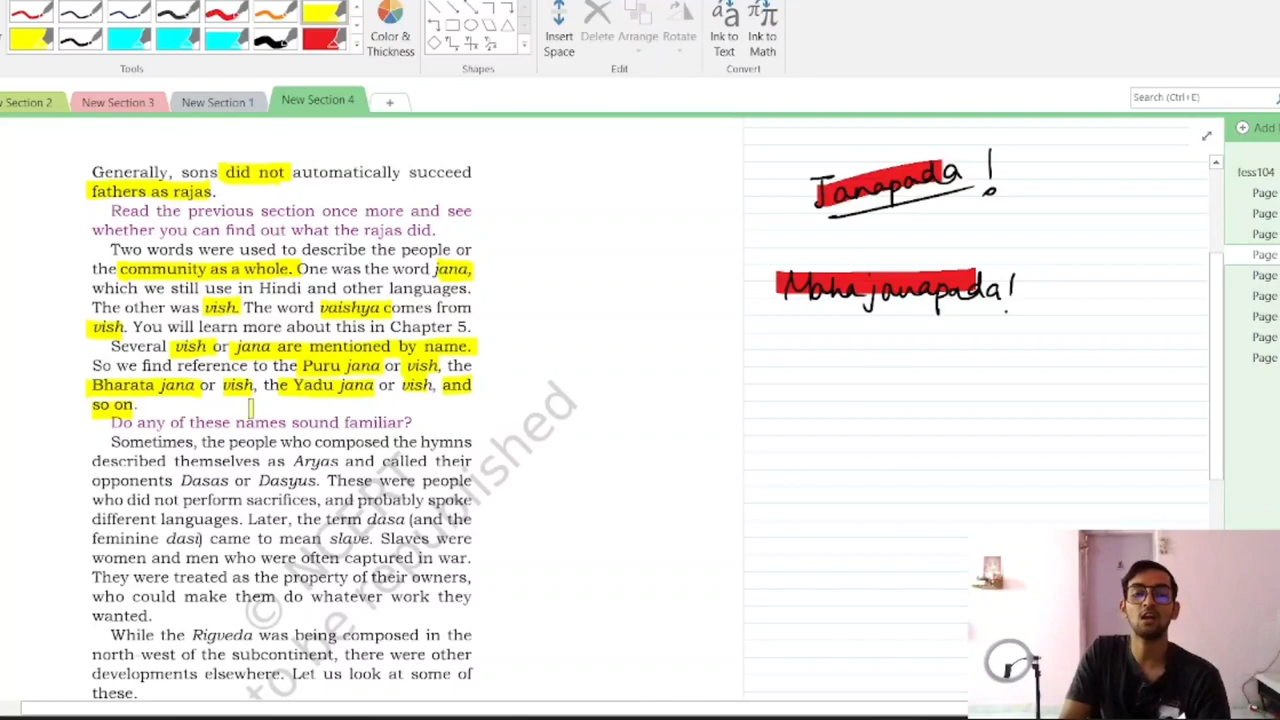 Color &
Thickness
Insert
Space
Delete
Arrange
Rotate
Ink to
Text
Ink to
Math
Tools
Shapes
Edit
Convert
w Section 2
New Section 3
New Section 1
New Section 4
+
Search (Ctrl+E)
Add
Generally, sons did not automatically succeed
fathers as rajas.
Read the previous section once more and see
whether you can find out what the rajas did.
Two words were used to describe the people or
the community as a whole. One was the word jana,
which we still use in Hindi and other languages.
The other was vish. The word vaishya comes from
vish. You will learn more about this in Chapter 5.
Several vish or jana are mentioned by name.
So we find reference to the Puru jana or vish, the
Bharata jana or vish, the Yadu jana or vish, and
so on.
Do any of these names sound familiar?
Sometimes, the people who composed the hymns
described themselves as Aryas and called their
opponents Dasas or Dasyus. These were people
who did not perform sacrifices, and probably spoke
different languages. Later, the term dasa (and the
feminine dasi) came to mean slave. Slaves were
women and men who were often captured in war.
They were treated as the property of their owners,
who could make them do whatever work they
wanted.
While the Rigveda was being composed in the
north west of the subcontinent, there were other
developments elsewhere. Let us look at some of
these.
© NCERT
to be republished
Janapada !
Mahajanapada!
fess104
Page
Page
Page
Page
Page
Page
Page
Page
Page